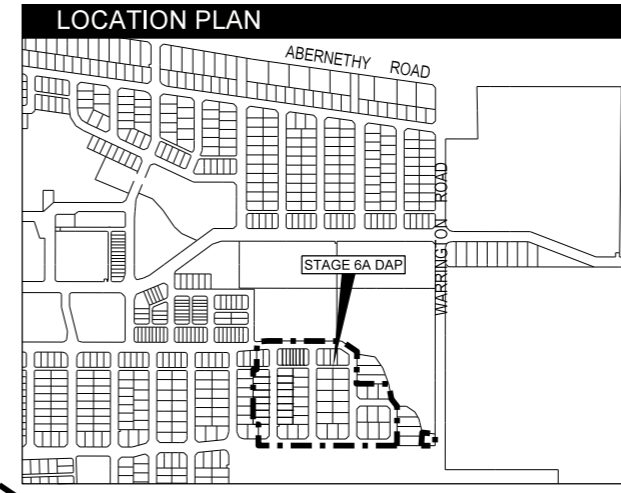 LOCATION PLAN
ABERNETHY ROAD
WARRINGTON ROAD
STAGE 6A DAP